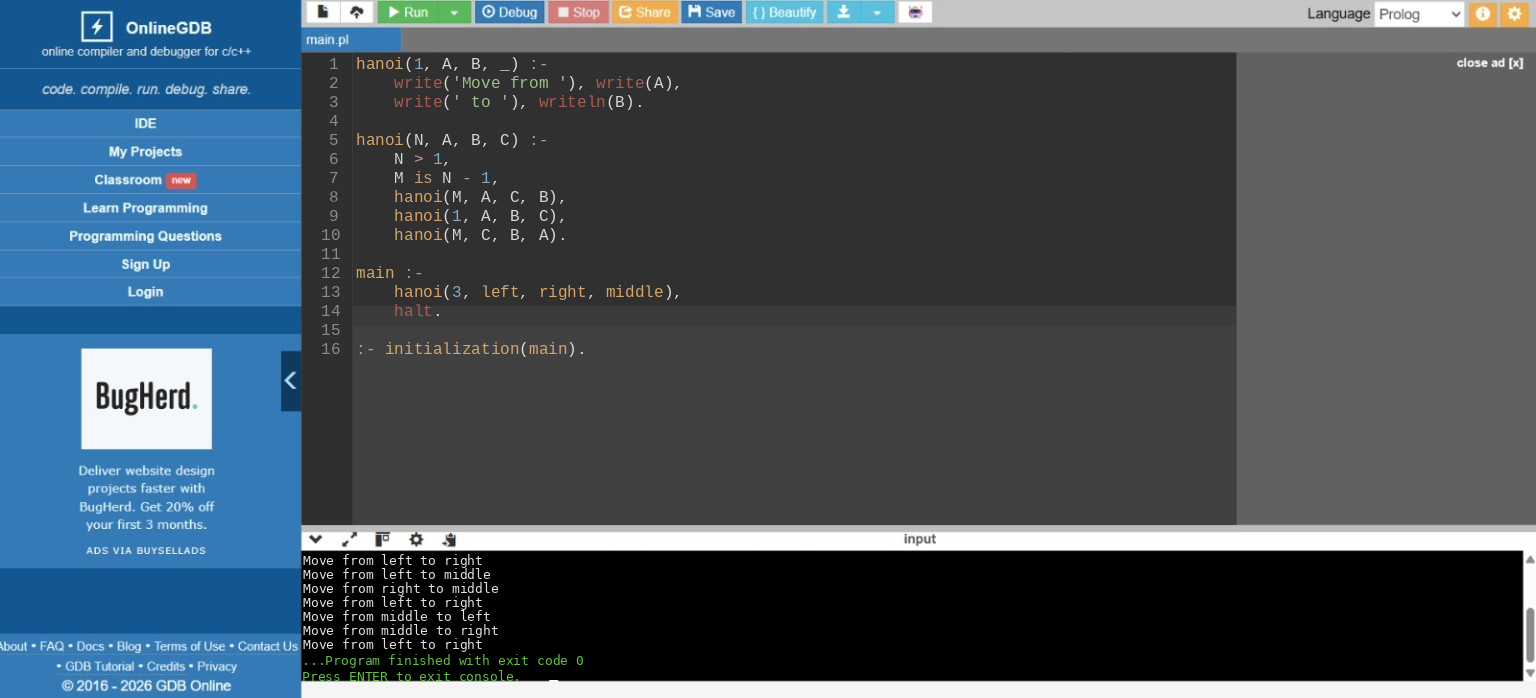 OnlineGDB
online compiler and debugger for c/c++
code. compile. run. debug. share.
IDE
My Projects
Classroom new
Learn Programming
Programming Questions
Sign Up
Login
BugHerd.
Deliver website design
projects faster with
BugHerd. Get 20% off
your first 3 months.
ADS VIA BUYSELLADS
About • FAQ • Docs • Blog • Terms of Use • Contact Us
• GDB Tutorial • Credits • Privacy
© 2016 - 2026 GDB Online
Run Debug Stop Share Save { } Beautify Language Prolog
main.pl
close ad [x]
1 hanoi(1, A, B, _) :-
2     write('Move from '), write(A),
3     write(' to '), writeln(B).
4
5 hanoi(N, A, B, C) :-
6     N > 1,
7     M is N - 1,
8     hanoi(M, A, C, B),
9     hanoi(1, A, B, C),
10     hanoi(M, C, B, A).
11
12 main :-
13     hanoi(3, left, right, middle),
14     halt.
15
16 :- initialization(main).
input
Move from left to right
Move from left to middle
Move from right to middle
Move from left to right
Move from middle to left
Move from middle to right
Move from left to right
...Program finished with exit code 0
Press ENTER to exit console.